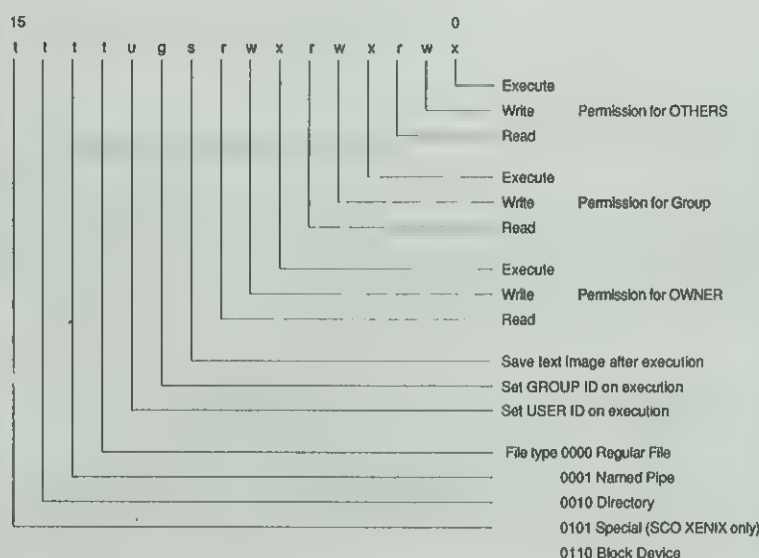 15 0
t t t t u g s r w x r w x r w x
Execute
Write Permission for OTHERS
Read
Execute
Write Permission for Group
Read
Execute
Write Permission for OWNER
Read
Save text image after execution
Set GROUP ID on execution
Set USER ID on execution
File type 0000 Regular File
0001 Named Pipe
0010 Directory
0101 Special (SCO XENIX only)
0110 Block Device